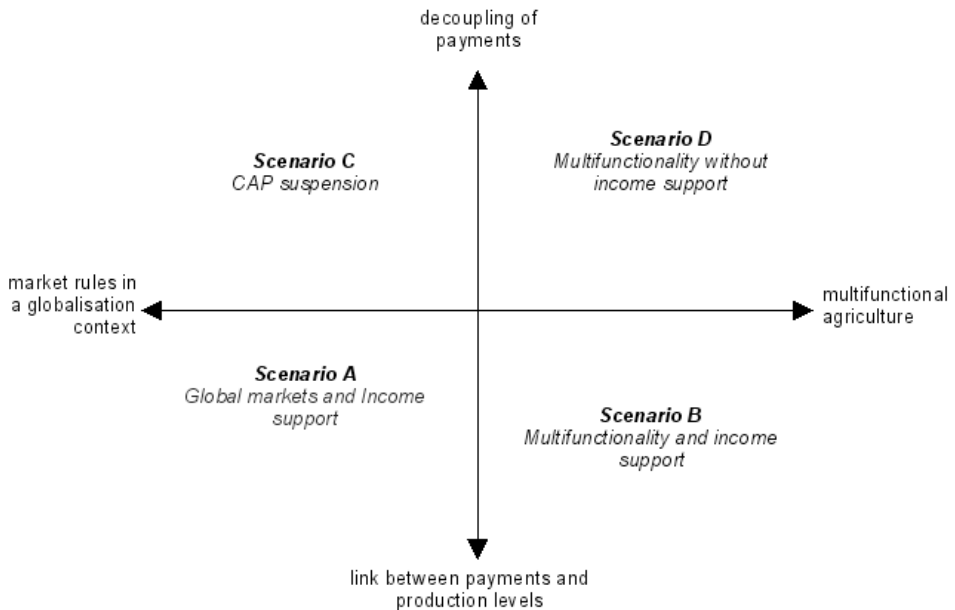 decoupling of
payments
Scenario C
CAP suspension
Scenario D
Multifunctionality without
income support
market rules in
a globalisation
context
multifunctional
agriculture
Scenario A
Global markets and Income
support
Scenario B
Multifunctionality and income
support
link between payments and
production levels